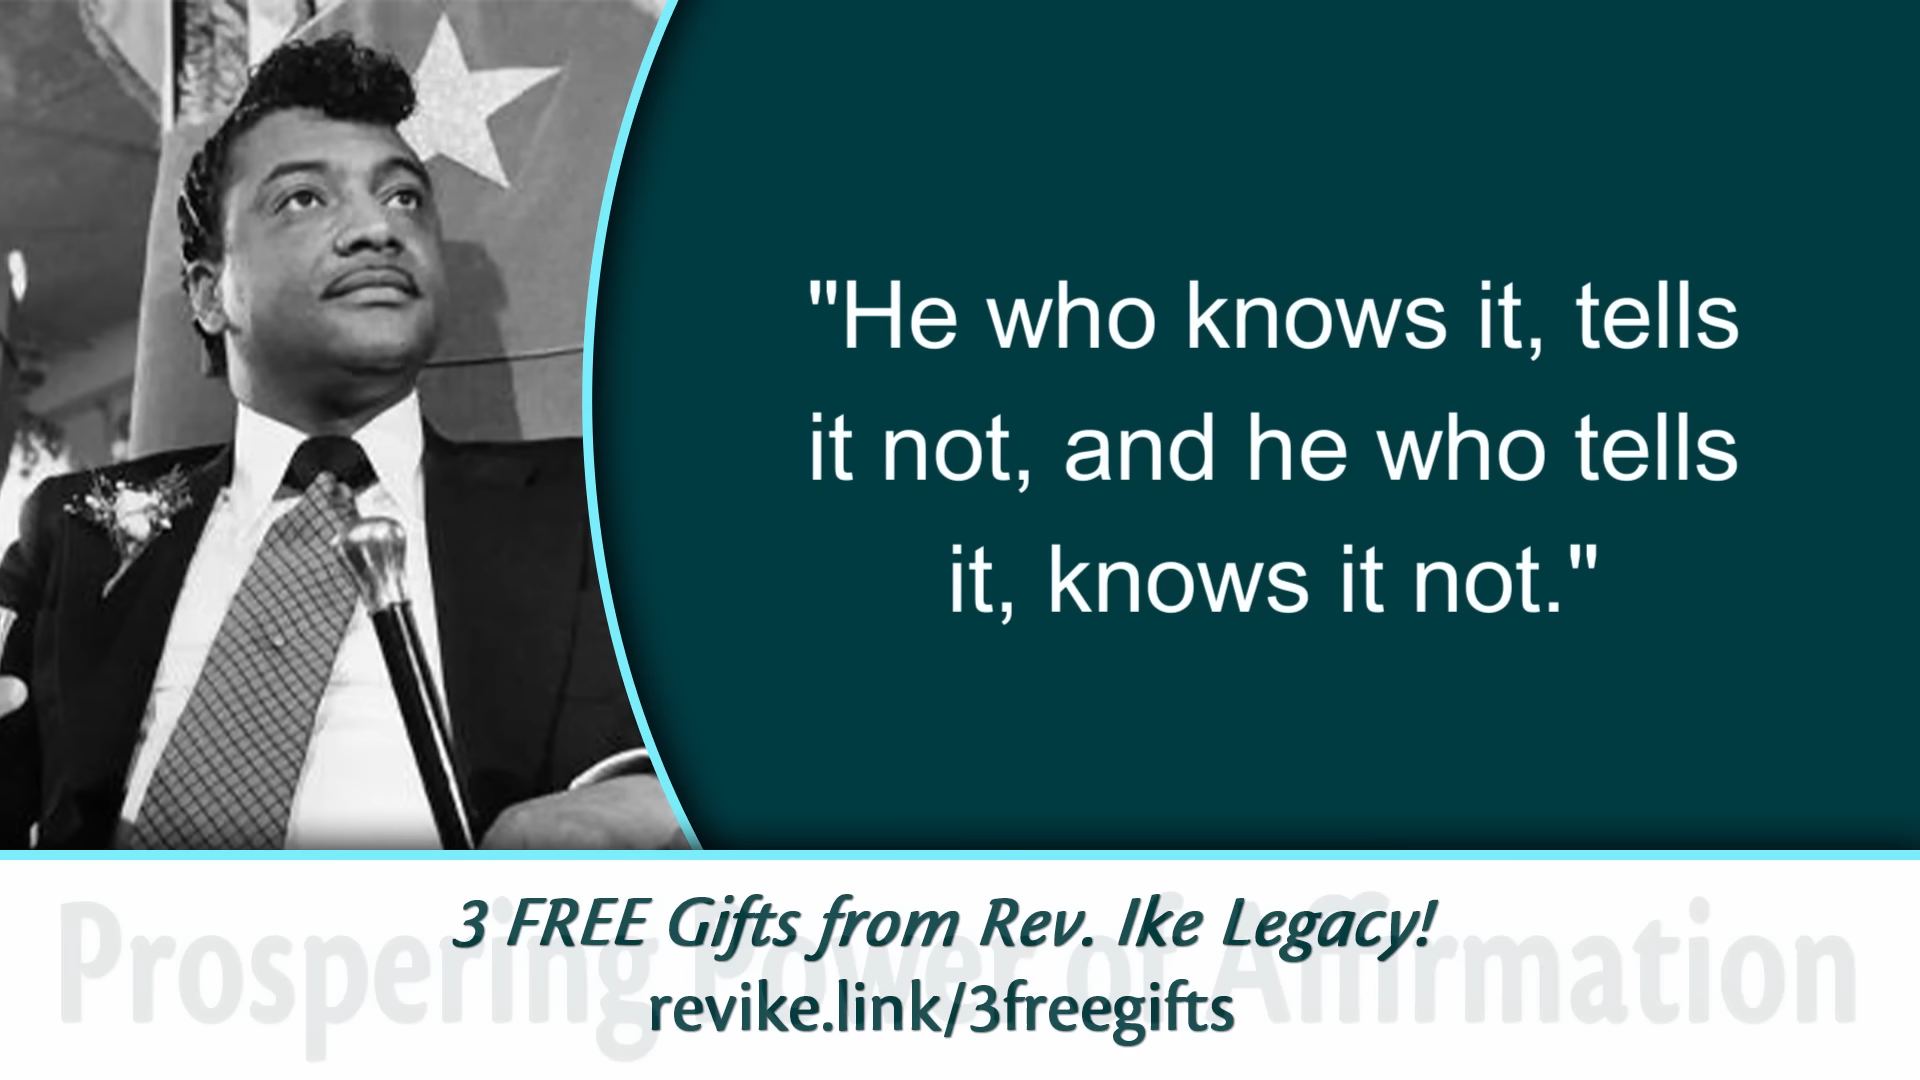 "He who knows it, tells
it not, and he who tells
it, knows it not."
Prospering Power of Affirmation
3 FREE Gifts from Rev. Ike Legacy!
revike.link/3freegifts